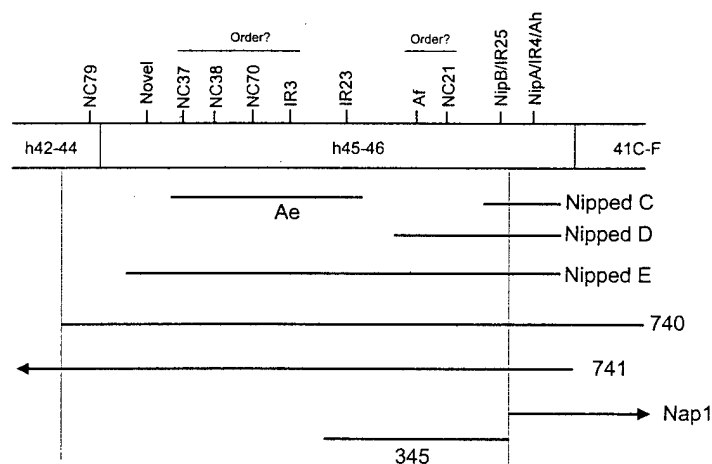 Order?
Order?
NC79
Novel
NC37
NC38
NC70
IR3
IR23
Af
NC21
NipB/IR25
NipA/IR4/Ah
h42-44
h45-46
41C-F
Ae
Nipped C
Nipped D
Nipped E
740
741
Nap1
345